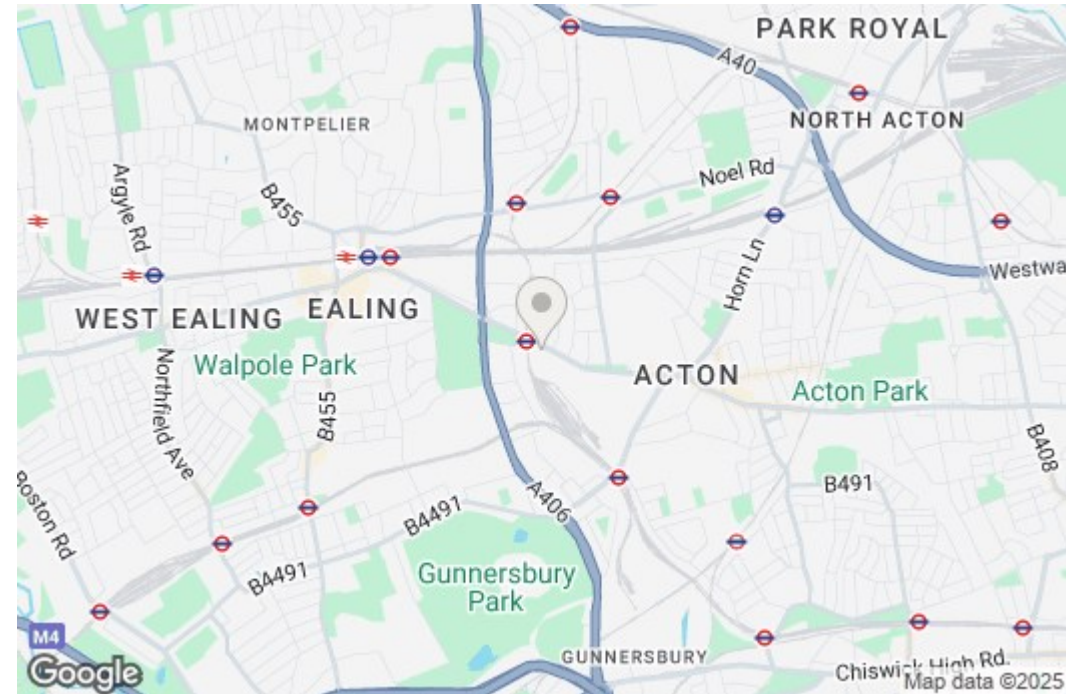 PARK ROYAL
A40
NORTH ACTON
MONTPELIER
Noel Rd
Argyle Rd
B455
Horn Ln
Westwa
WEST EALING
EALING
Walpole Park
ACTON
Acton Park
Northfield Ave
B455
B408
Boston Rd
B4491
A406
B491
B4491
Gunnersbury
Park
M4
GUNNERSBURY
Chiswick High Rd.
Google
Map data ©2025